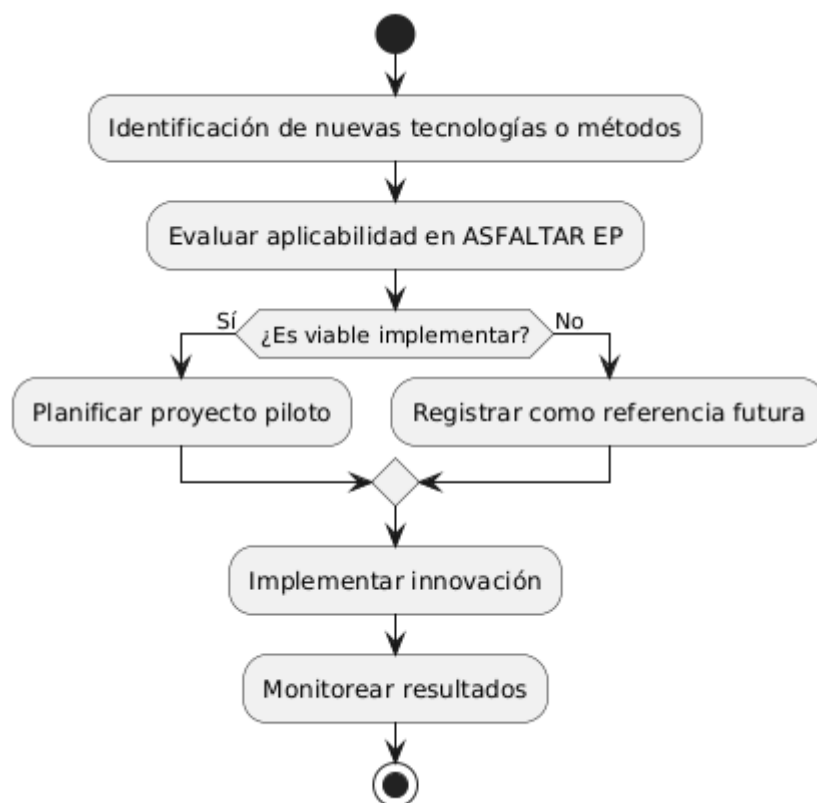 Identificación de nuevas tecnologías o métodos
Evaluar aplicabilidad en ASFALTAR EP
Sí
¿Es viable implementar?
No
Planificar proyecto piloto
Registrar como referencia futura
Implementar innovación
Monitorear resultados